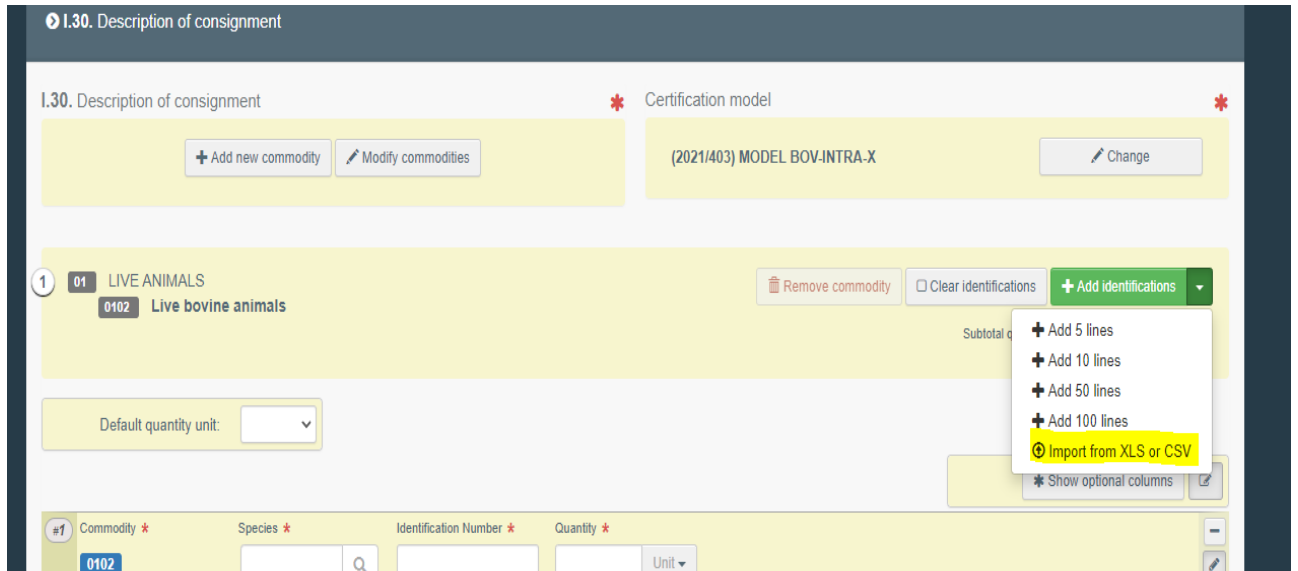 I.30. Description of consignment
I.30. Description of consignment *
Certification model *
Add new commodity
Modify commodities
(2021/403) MODEL BOV-INTRA-X
Change
1 01 LIVE ANIMALS
0102 Live bovine animals
Remove commodity
Clear identifications
Add identifications
Subtotal q
Add 5 lines
Add 10 lines
Add 50 lines
Add 100 lines
Import from XLS or CSV
Default quantity unit:
Show optional columns
#1 Commodity * Species * Identification Number * Quantity *
0102 Unit